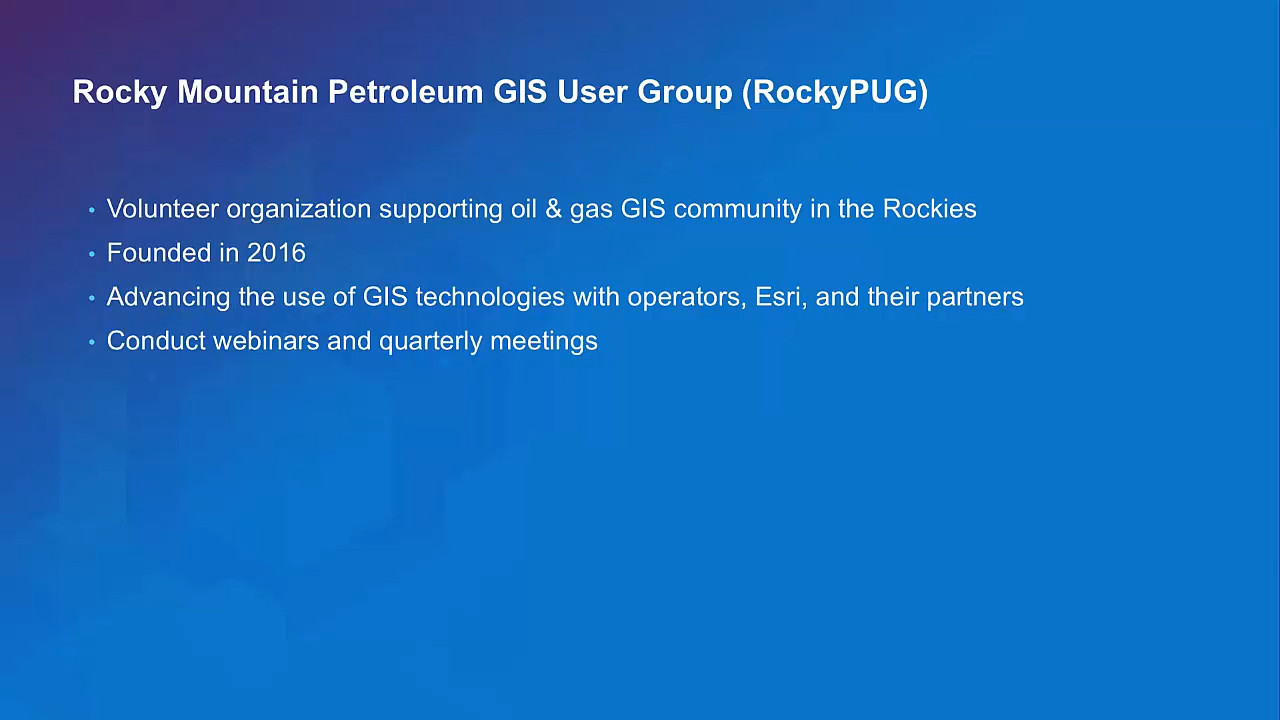 Rocky Mountain Petroleum GIS User Group (RockyPUG)
• Volunteer organization supporting oil & gas GIS community in the Rockies
• Founded in 2016
• Advancing the use of GIS technologies with operators, Esri, and their partners
• Conduct webinars and quarterly meetings